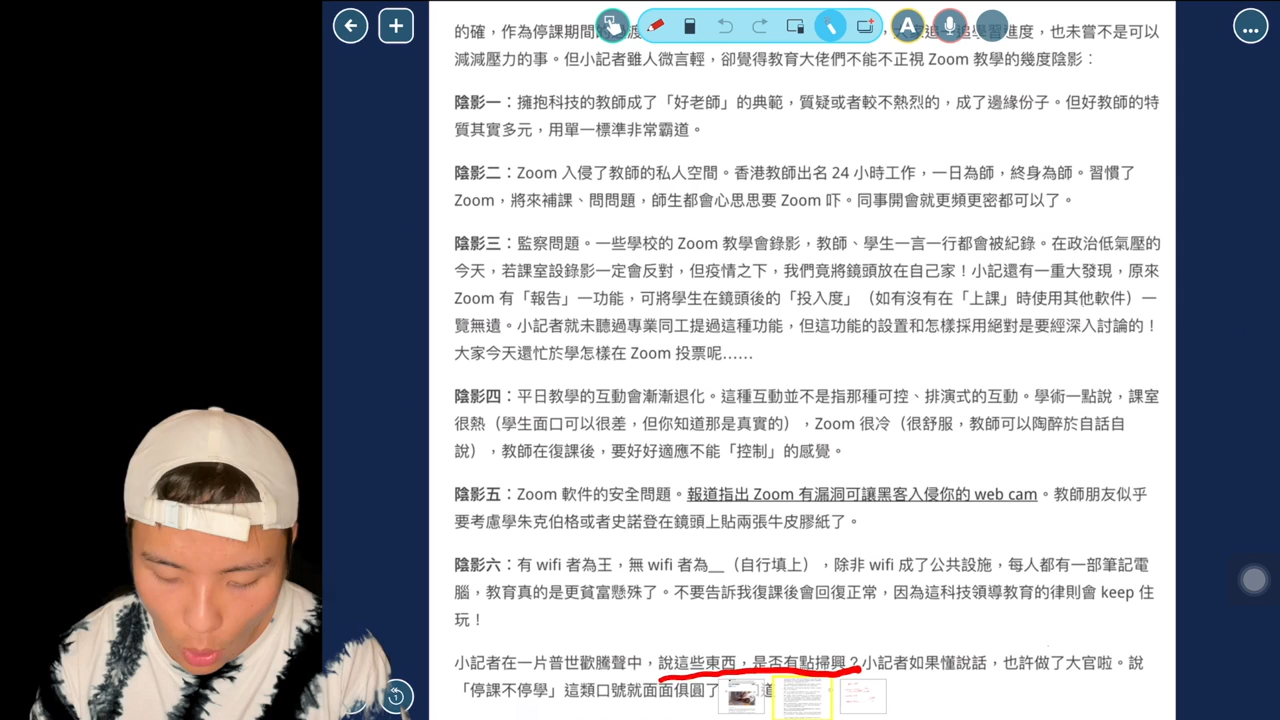 的確，作為停課期間的
，也未嘗不是可以
減減壓力的事。但小記者雖人微言輕，卻覺得教育大佬們不能不正視 Zoom 教學的幾度陰影：
陰影一：擁抱科技的教師成了「好老師」的典範，質疑或者較不熱烈的，成了邊緣份子。但好教師的特
質其實多元，用單一標準非常霸道。
陰影二：Zoom 入侵了教師的私人空間。香港教師出名 24 小時工作，一日為師，終身為師。習慣了
Zoom，將來補課、問問題，師生都會心思思要 Zoom 吓。同事開會就更頻更密都可以了。
陰影三：監察問題。一些學校的 Zoom 教學會錄影，教師、學生一言一行都會被紀錄。在政治低氣壓的
今天，若課室設錄影一定會反對，但疫情之下，我們竟將鏡頭放在自己家！小記還有一重大發現，原來
Zoom 有「報告」一功能，可將學生在鏡頭後的「投入度」（如有沒有在「上課」時使用其他軟件）一
覽無遺。小記者就未聽過專業同工提過這種功能，但這功能的設置和怎樣採用絕對是要經深入討論的！
大家今天還忙於學怎樣在 Zoom 投票呢……
陰影四：平日教學的互動會漸漸退化。這種互動並不是指那種可控、排演式的互動。學術一點說，課室
很熱（學生面口可以很差，但你知道那是真實的），Zoom 很冷（很舒服，教師可以陶醉於自話自
說），教師在復課後，要好好適應不能「控制」的感覺。
陰影五：Zoom 軟件的安全問題。報道指出 Zoom 有漏洞可讓黑客入侵你的 web cam。教師朋友似乎
要考慮學朱克伯格或者史諾登在鏡頭上貼兩張牛皮膠紙了。
陰影六：有 wifi 者為王，無 wifi 者為__（自行填上），除非 wifi 成了公共設施，每人都有一部筆記電
腦，教育真的是更貧富懸殊了。不要告訴我復課後會回復正常，因為這科技領導教育的律則會 keep 住
玩！
小記者在一片普世歡騰聲中，說這些東西，是否有點掃興？小記者如果懂說話，也許做了大官啦。說
「停課不停學」這類口號就面面俱圓了